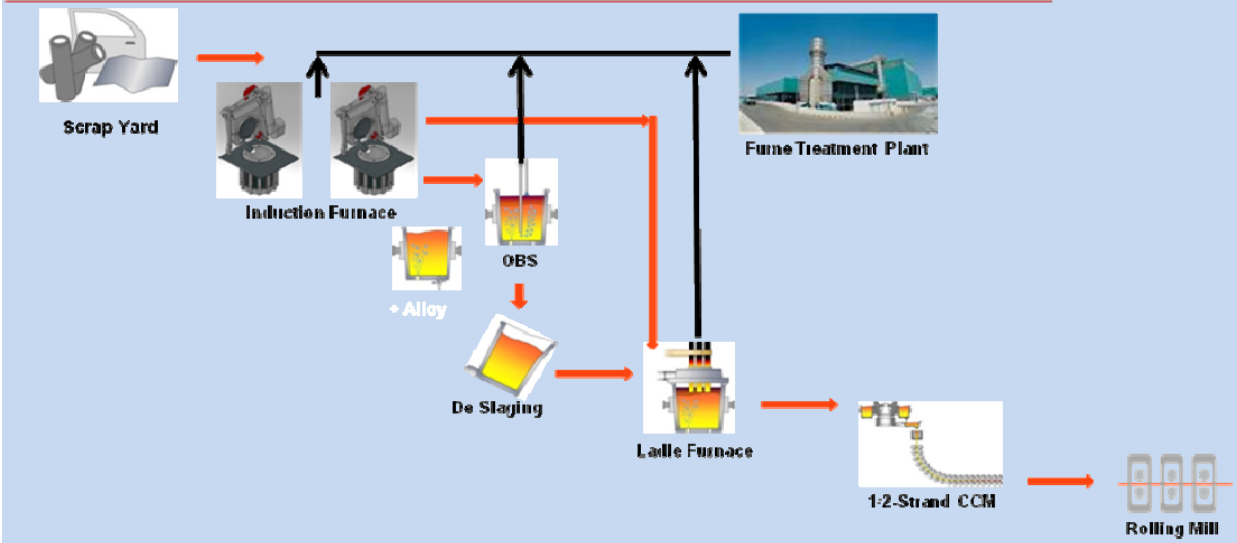 Scrap Yard
Fume Treatment Plant
Induction Furnace
OBS
+ Alloy
De Slaging
Ladle Furnace
1-2-Strand CCM
Rolling Mill